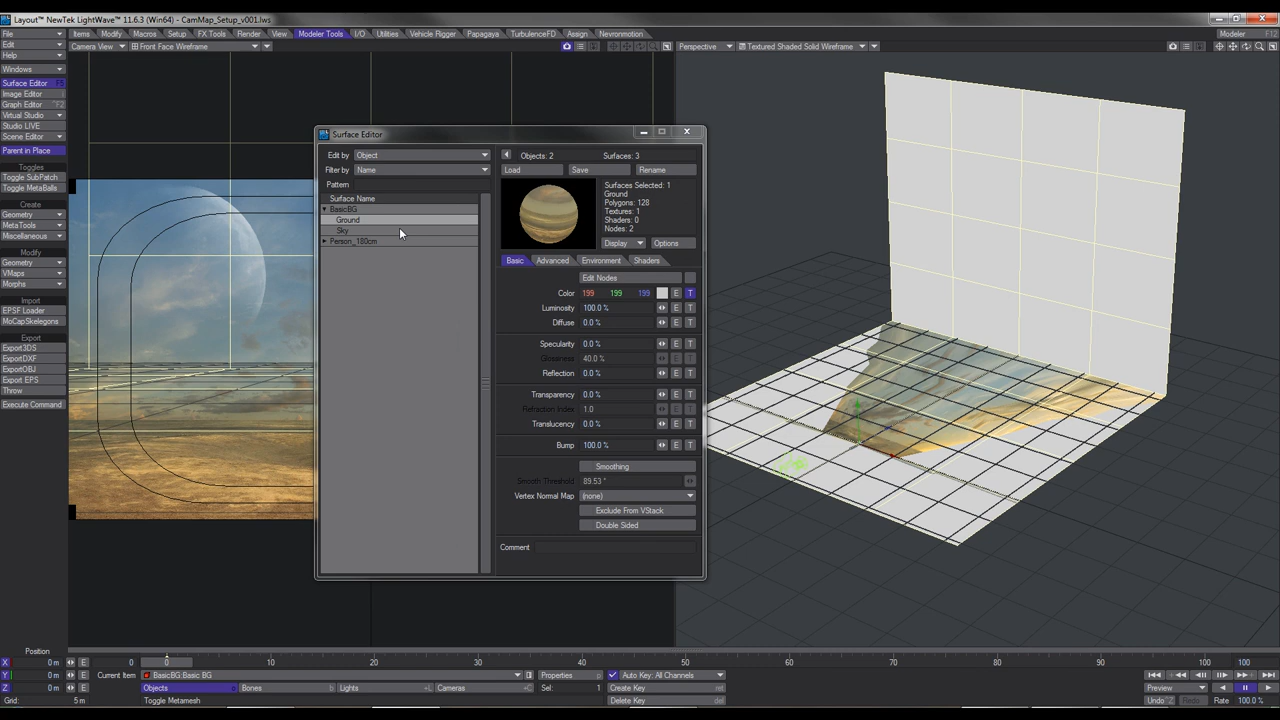 Layout™ NewTek LightWave™ 11.6.3 (Win64) - CamMap_Setup_v001.lws
File
Items Modify Macros Setup FX Tools Render View Modeler Tools I/O Utilities Vehicle Rigger Papagaya TurbulenceFD Assign Nevronmotion
Modeler F12
Edit
Camera View Front Face Wireframe
Perspective Textured Shaded Solid Wireframe
Help
Windows
Surface Editor F5
Image Editor
Graph Editor ^F2
Virtual Studio
Studio LIVE
Scene Editor
Parent in Place
Toggles
Toggle SubPatch
Toggle MetaBalls
Create
Geometry
MetaTools
Miscellaneous
Modify
Geometry
VMaps
Morphs
Import
EPSF Loader
MoCapSkelegons
Export
Export3DS
ExportDXF
ExportOBJ
Export EPS
Throw
Execute Command
Surface Editor
Edit by Object
Filter by Name
Pattern
Surface Name
BasicBG
Ground
Sky
Person_180cm
Objects: 2 Surfaces: 3
Load Save Rename
Surfaces Selected: 1
Ground
Polygons: 128
Textures: 1
Shaders: 0
Nodes: 2
Display Options
Basic Advanced Environment Shaders
Edit Nodes
Color 199 199 199 E T
Luminosity 100.0 % E T
Diffuse 0.0 % E T
Specularity 0.0 % E T
Glossiness 40.0 % E T
Reflection 0.0 % E T
Transparency 0.0 % E T
Refraction Index 1.0 E T
Translucency 0.0 % E T
Bump 100.0 % E T
Smoothing
Smooth Threshold 89.53 °
Vertex Normal Map (none)
Exclude From VStack
Double Sided
Comment
Position
0 0 10 20 30 40 50 60 70 80 90 100 100
X 0 m E
Current Item BasicBG:Basic BG Properties p Auto Key: All Channels
Y 0 m E
Objects o Bones b Lights +L Cameras +C Sel: 1 Create Key ret
Preview
Z 0 m E
Grid: 5 m Toggle Metamesh Delete Key
Undo ^Z Redo Rate 100.0 %